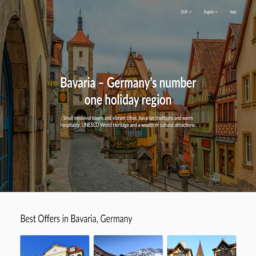 EUR English Help
Bavaria – Germany's number
one holiday region
Small medieval towns and vibrant cities, bavarian traditions and warm
hospitality, UNESCO World Heritage and a wealth of cultural attractions.
Best Offers in Bavaria, Germany